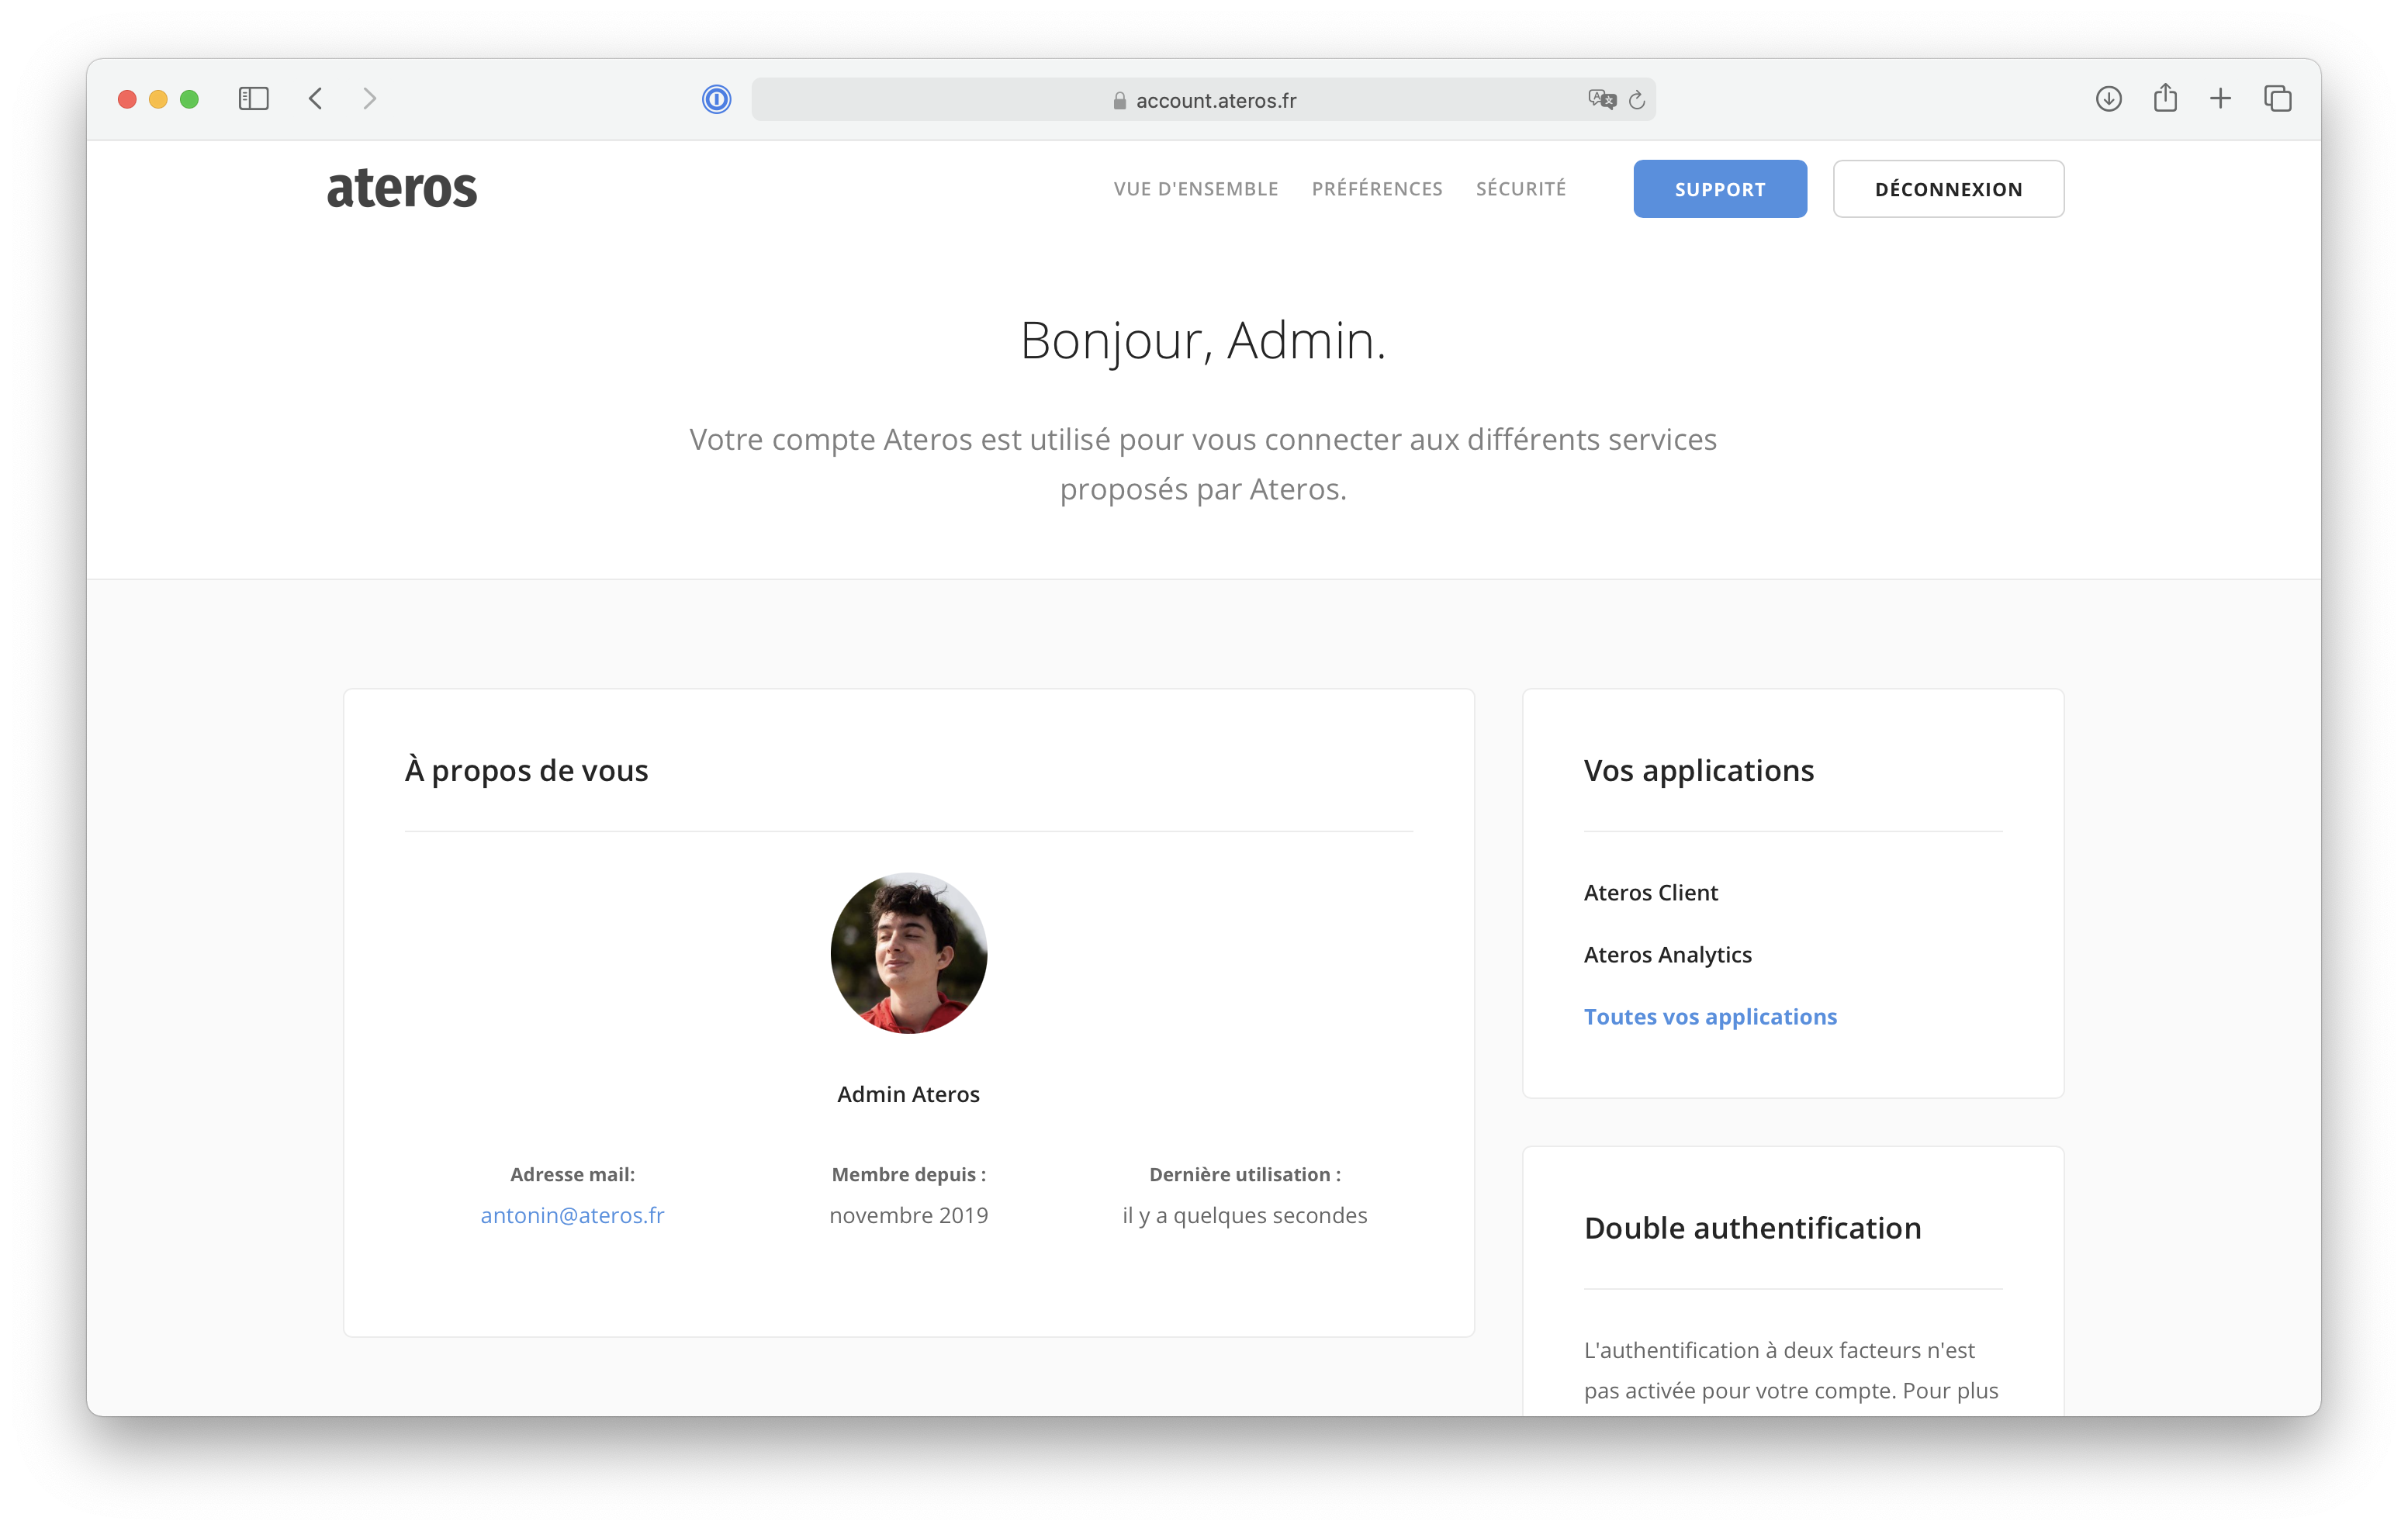 account.ateros.fr
ateros
VUE D'ENSEMBLE PRÉFÉRENCES SÉCURITÉ SUPPORT DÉCONNEXION
Bonjour, Admin.
Votre compte Ateros est utilisé pour vous connecter aux différents services
proposés par Ateros.
À propos de vous
Admin Ateros
Adresse mail:
antonin@ateros.fr
Membre depuis :
novembre 2019
Dernière utilisation :
il y a quelques secondes
Vos applications
Ateros Client
Ateros Analytics
Toutes vos applications
Double authentification
L'authentification à deux facteurs n'est
pas activée pour votre compte. Pour plus